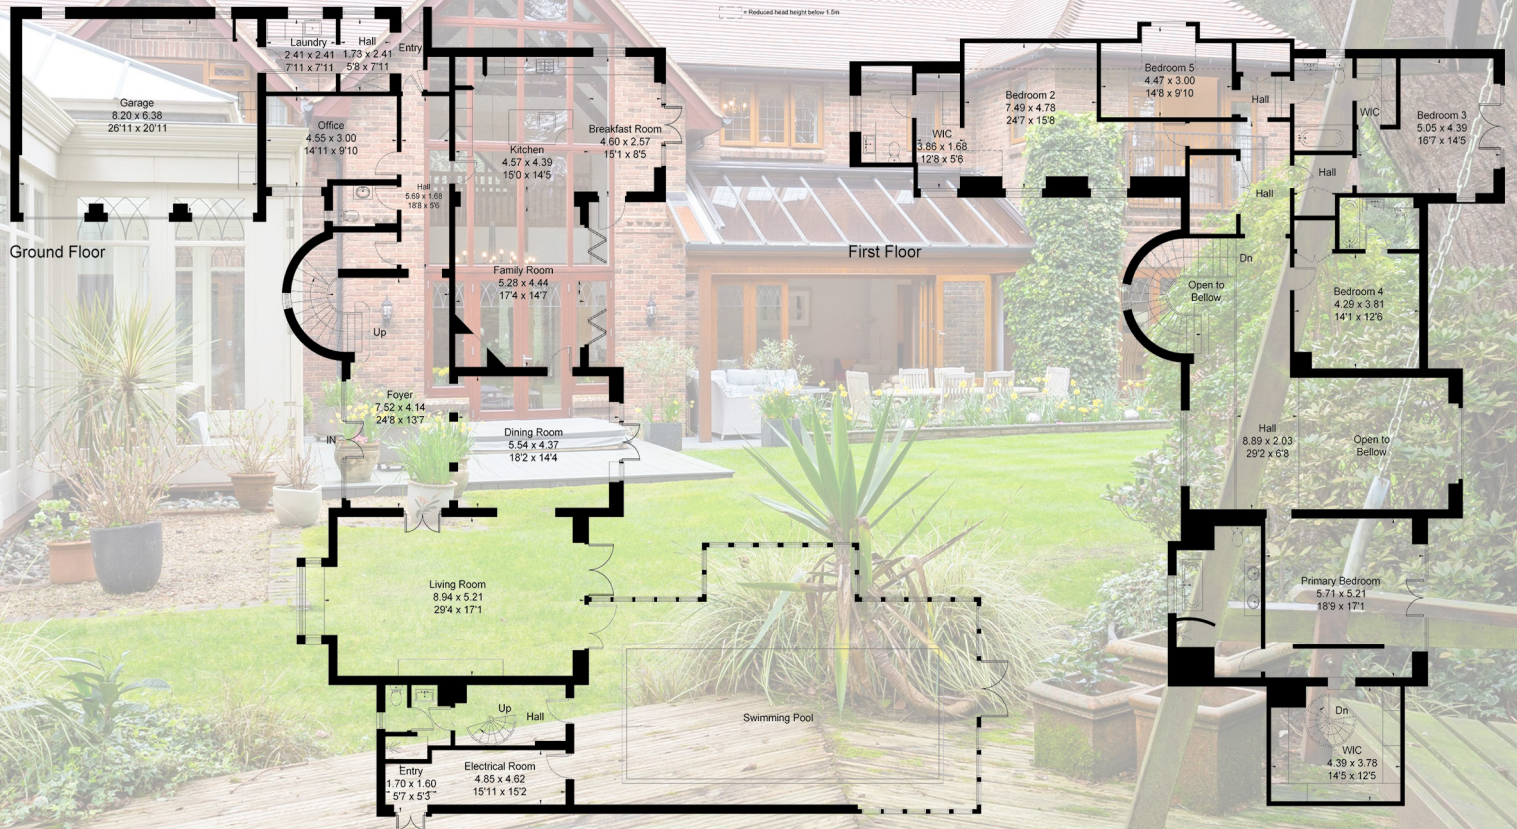 = Reduced head height below 1.5m
Ground Floor
Garage
8.20 x 6.38
26'11 x 20'11
Laundry
2.41 x 2.41
7'11 x 7'11
Hall
1.73 x 2.41
5'8 x 7'11
Entry
Office
4.55 x 3.00
14'11 x 9'10
Hall
5.69 x 1.68
18'8 x 5'6
Kitchen
4.57 x 4.39
15'0 x 14'5
Breakfast Room
4.60 x 2.57
15'1 x 8'5
Family Room
5.28 x 4.44
17'4 x 14'7
Up
Foyer
7.52 x 4.14
24'8 x 13'7
IN
Dining Room
5.54 x 4.37
18'2 x 14'4
Living Room
8.94 x 5.21
29'4 x 17'1
Up
Hall
Entry
1.70 x 1.60
5'7 x 5'3
Electrical Room
4.85 x 4.62
15'11 x 15'2
Swimming Pool
First Floor
WIC
3.86 x 1.68
12'8 x 5'6
Bedroom 2
7.49 x 4.78
24'7 x 15'8
Bedroom 5
4.47 x 3.00
14'8 x 9'10
Hall
WIC
Bedroom 3
5.05 x 4.39
16'7 x 14'5
Hall
Hall
Dn
Open to
Bellow
Bedroom 4
4.29 x 3.81
14'1 x 12'6
Hall
8.89 x 2.03
29'2 x 6'8
Open to
Bellow
Primary Bedroom
5.71 x 5.21
18'9 x 17'1
Dn
WIC
4.39 x 3.78
14'5 x 12'5